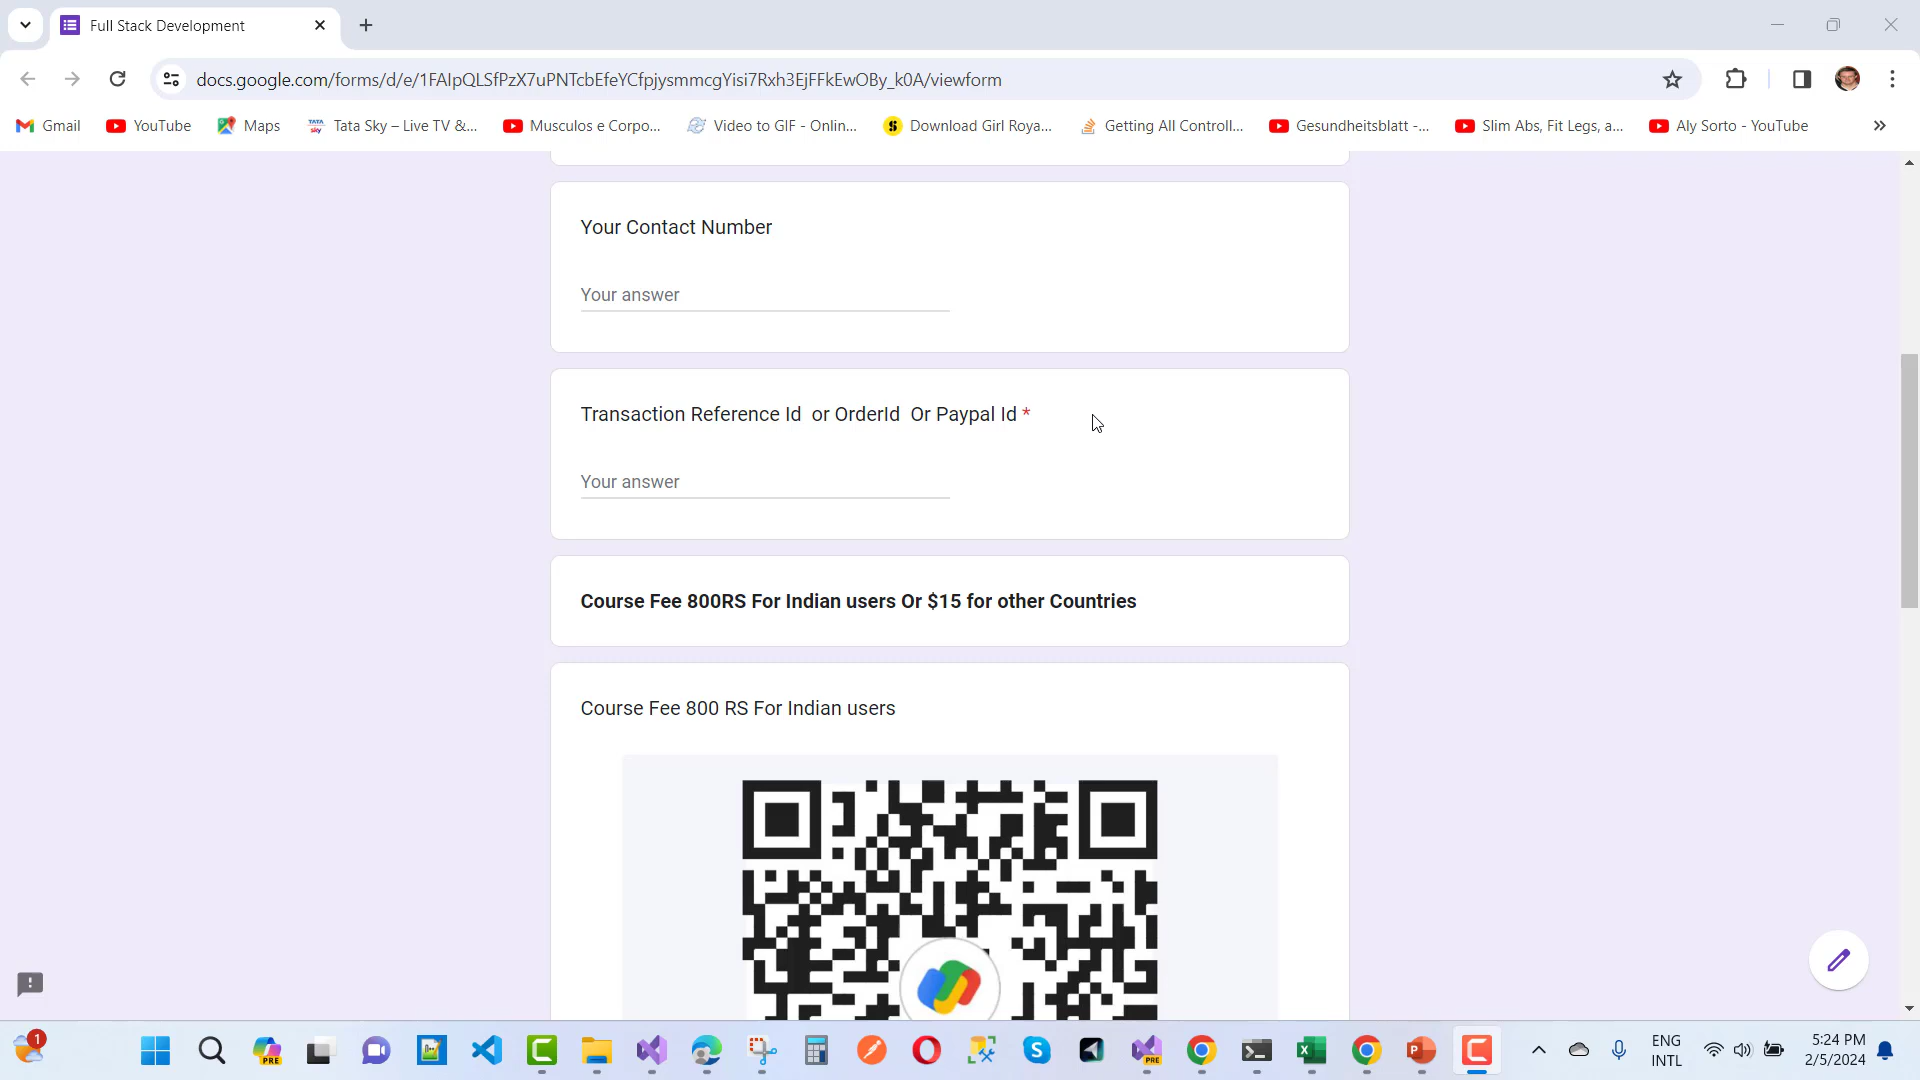 Full Stack Development
docs.google.com/forms/d/e/1FAIpQLSfPzX7uPNTcbEfeYCfpjysmmcgYisi7Rxh3EjFFkEwOBy_k0A/viewform
Gmail YouTube Maps Tata Sky – Live TV &... Musculos e Corpo... Video to GIF - Onlin... Download Girl Roya... Getting All Controll... Gesundheitsblatt -... Slim Abs, Fit Legs, a... Aly Sorto - YouTube
Your Contact Number
Your answer
Transaction Reference Id or OrderId Or Paypal Id *
Your answer
Course Fee 800RS For Indian users Or $15 for other Countries
Course Fee 800 RS For Indian users
1
PRE
PRE
ENG
INTL
5:24 PM
2/5/2024